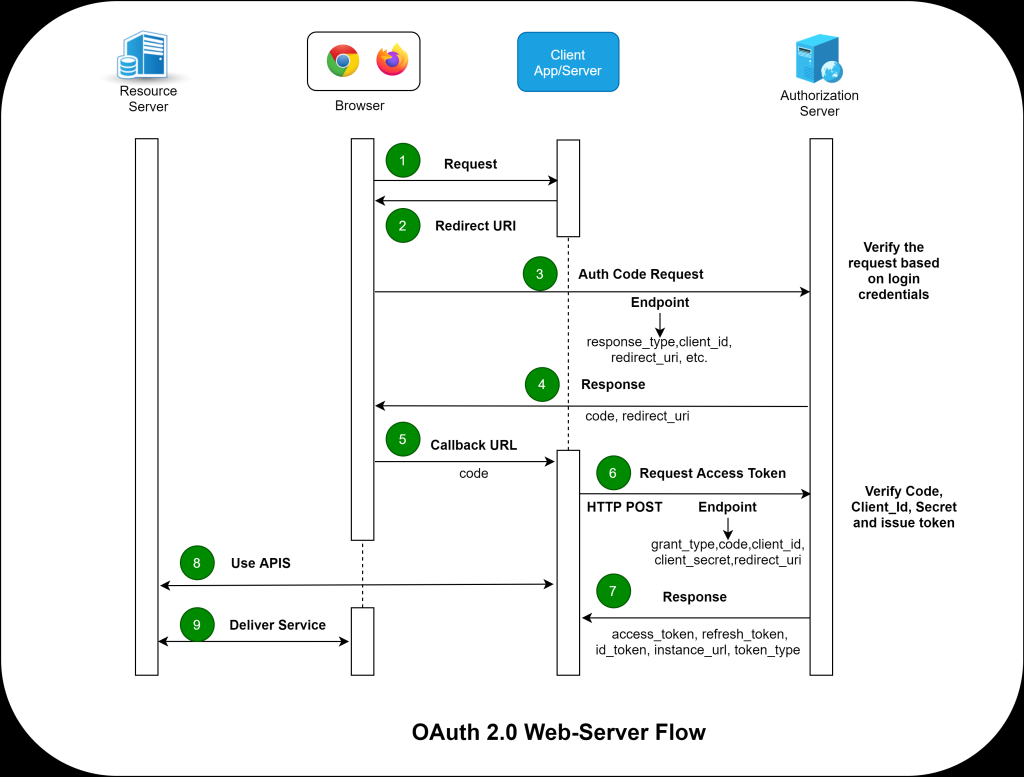 Resource
Server
Browser
Client
App/Server
Authorization
Server
1
Request
2
Redirect URI
3
Auth Code Request
Endpoint
response_type,client_id,
redirect_uri, etc.
Verify the
request based
on login
credentials
4
Response
code, redirect_uri
5
Callback URL
code
6
Request Access Token
HTTP POST
Endpoint
grant_type,code,client_id,
client_secret,redirect_uri
Verify Code,
Client_Id, Secret
and issue token
8
Use APIS
7
Response
access_token, refresh_token,
id_token, instance_url, token_type
9
Deliver Service
OAuth 2.0 Web-Server Flow